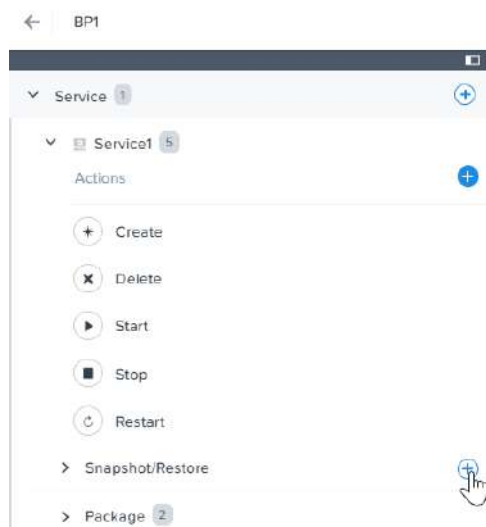 BP1
Service 1
Service1 5
Actions
Create
Delete
Start
Stop
Restart
Snapshot/Restore
Package 2